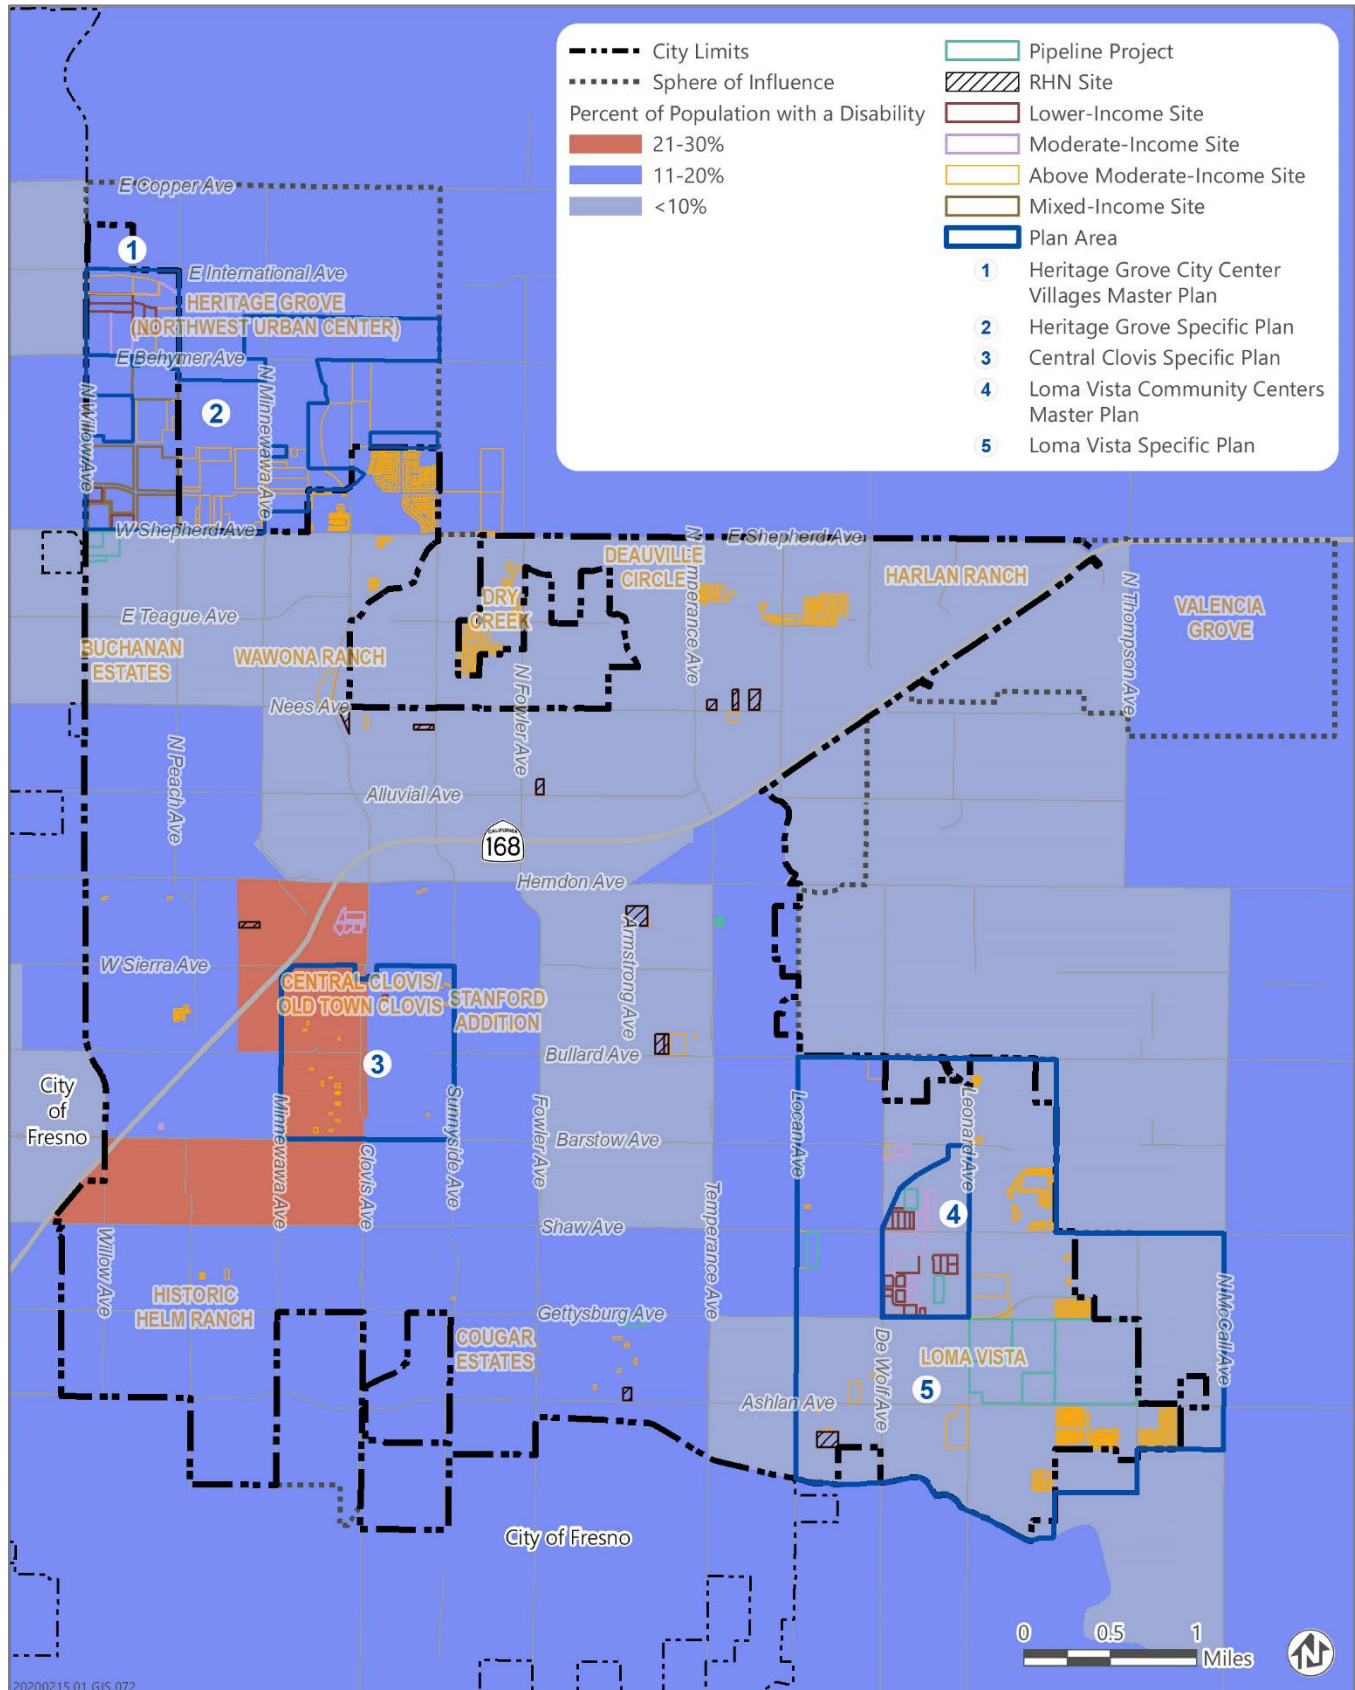 City Limits
Sphere of Influence
Percent of Population with a Disability
21-30%
11-20%
<10%
Pipeline Project
RHN Site
Lower-Income Site
Moderate-Income Site
Above Moderate-Income Site
Mixed-Income Site
Plan Area
1 Heritage Grove City Center
Villages Master Plan
2 Heritage Grove Specific Plan
3 Central Clovis Specific Plan
4 Loma Vista Community Centers
Master Plan
5 Loma Vista Specific Plan
E Copper Ave
1
E International Ave
HERITAGE GROVE
(NORTHWEST URBAN CENTER)
E Behymer Ave
N Willow Ave
N Minnewawa Ave
2
W Shepherd Ave
E Shepherd Ave
DEAUVILLE
CIRCLE
N Temperance Ave
HARLAN RANCH
N Thompson Ave
VALENCIA
GROVE
DRY
CREEK
E Teague Ave
BUCHANAN
ESTATES
WAWONA RANCH
N Fowler Ave
Nees Ave
N Peach Ave
Alluvial Ave
CALIFORNIA
168
Herndon Ave
Armstrong Ave
W Sierra Ave
CENTRAL CLOVIS/
OLD TOWN CLOVIS
STANFORD
ADDITION
3
Bullard Ave
City
of
Fresno
Minnewawa Ave
Clovis Ave
Sunnyside Ave
Fowler Ave
Barstow Ave
Locan Ave
Leonard Ave
Temperance Ave
4
Shaw Ave
Willow Ave
HISTORIC
HELM RANCH
Gettysburg Ave
COUGAR
ESTATES
De Wolf Ave
LOMA VISTA
N McCall Ave
5
Ashlan Ave
City of Fresno
0 0.5 1
Miles
N
20200215.01 GIS 072